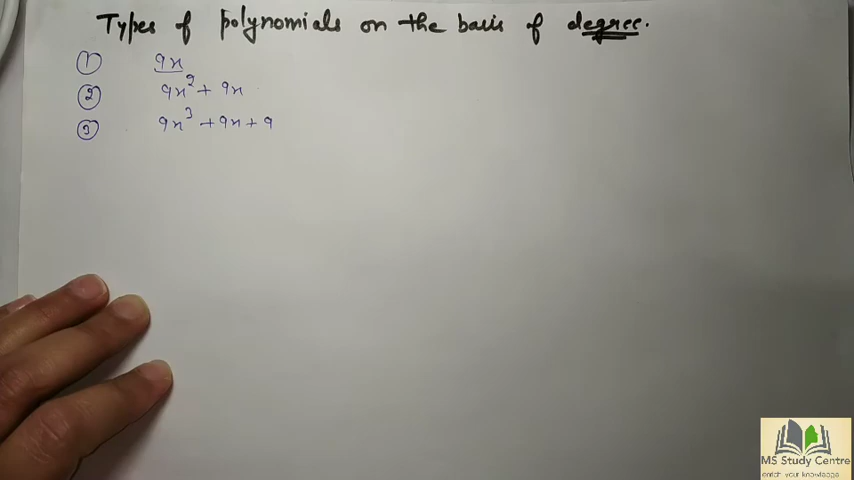 Types of polynomials on the basis of degree.
① 9x
② 9x² + 9x
③ 9x³ + 9x + 9
MS Study Centre
enrich your knowledge